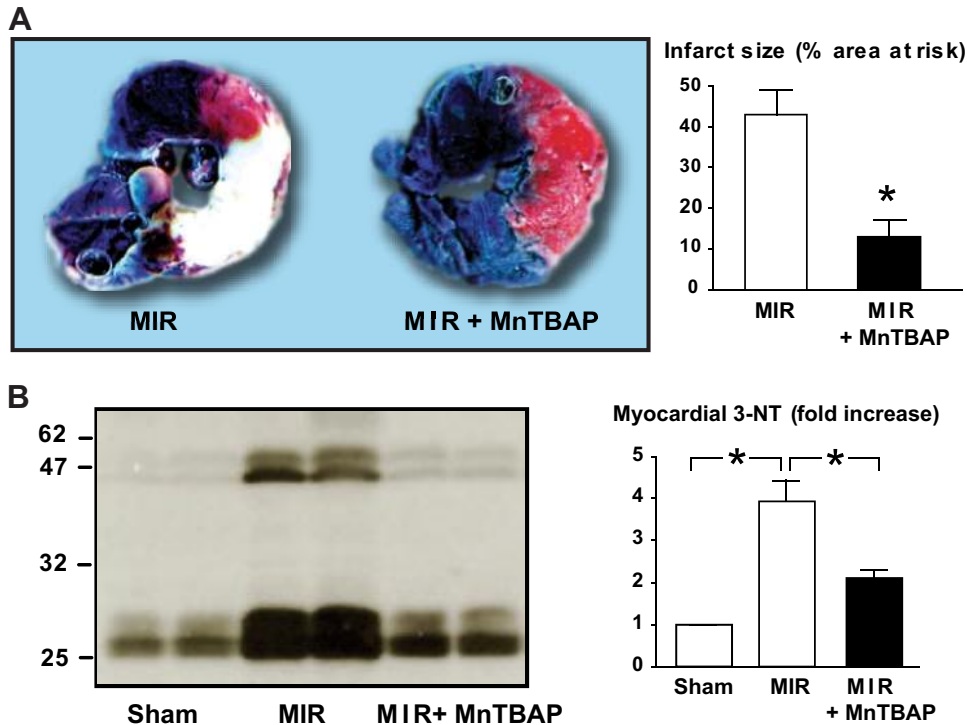 A
MIR
MIR + MnTBAP
Infarct size (% area at risk)
50
40
30
20
10
0
*
MIR
MIR
+ MnTBAP
B
62
47
32
25
Sham
MIR
MIR+ MnTBAP
Myocardial 3-NT (fold increase)
5
4
3
2
1
0
*
*
Sham
MIR
MIR
+ MnTBAP